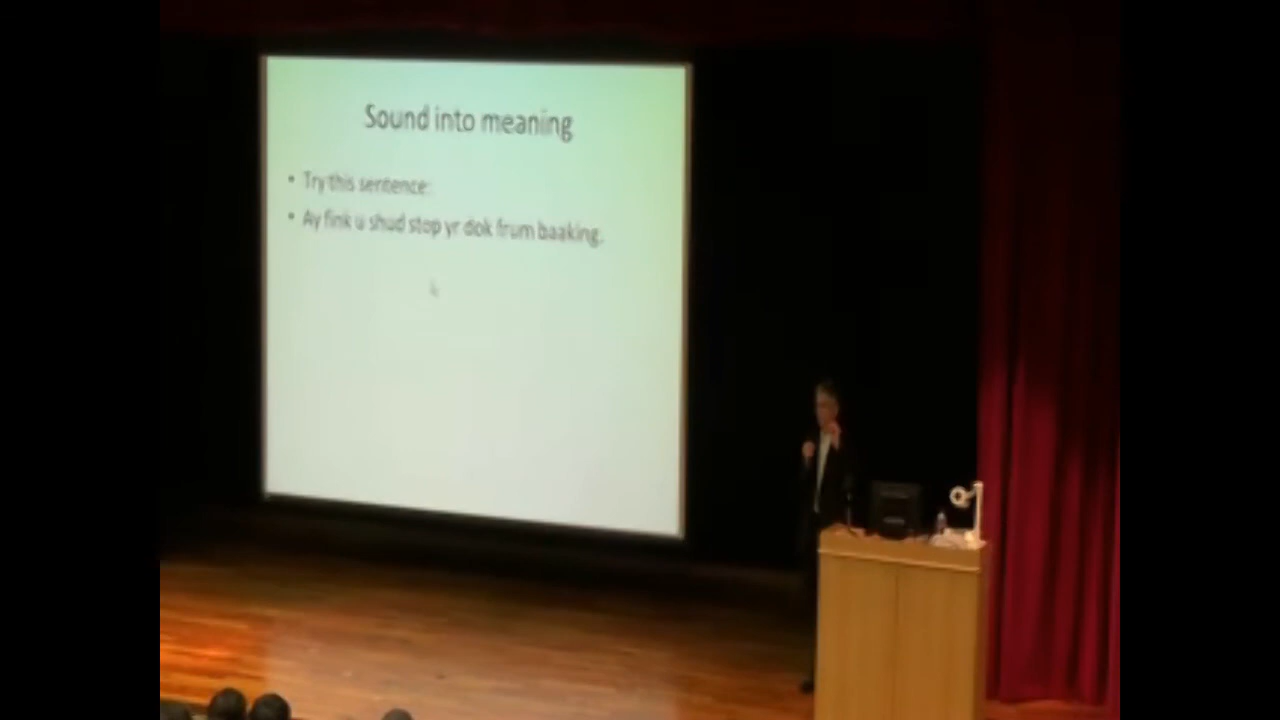 Sound into meaning
• Try this sentence:
• Ay fink u shud stop yr dok frum baaking.